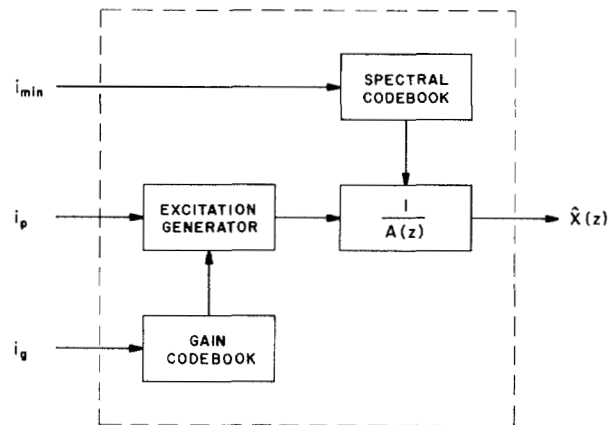 SPECTRAL
CODEBOOK
i_min
i_p
EXCITATION
GENERATOR
1
A(z)
X̂(z)
i_g
GAIN
CODEBOOK